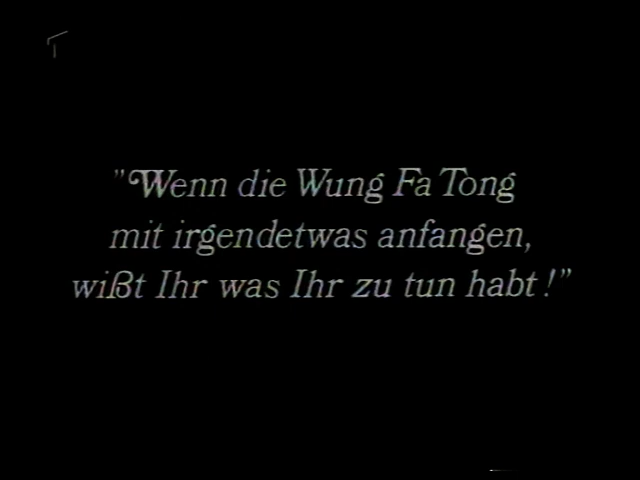 "Wenn die Wung Fa Tong
mit irgendetwas anfangen,
wißt Ihr was Ihr zu tun habt!"